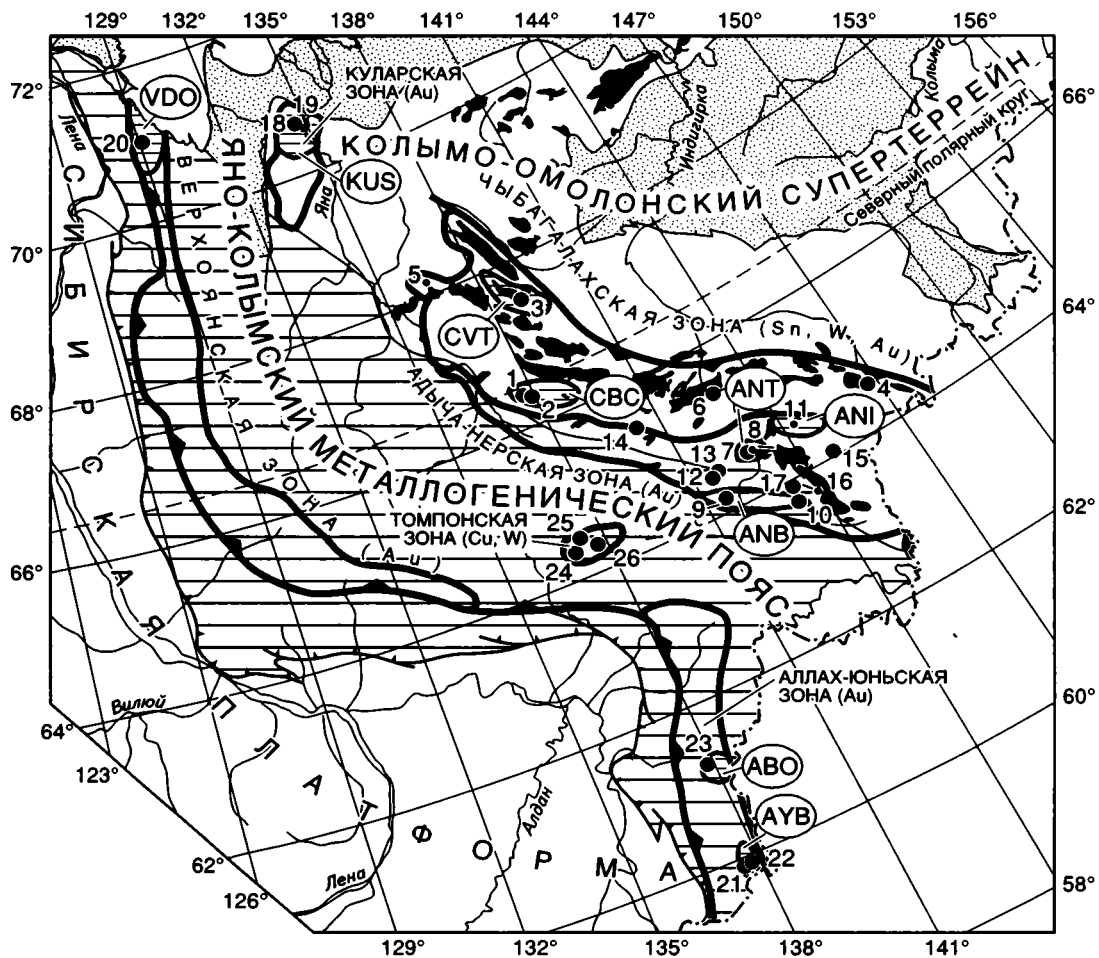 129° 132° 135° 138° 141° 144° 147° 150° 153° 156°
72°
70°
68°
66°
64°
123°
62°
126°
66°
64°
62°
60°
58°
129° 132° 135° 138° 141°
КУЛАРСКАЯ
ЗОНА (Au)
VDO
19
18
20
KUS
Лена
Яна
Индигирка
Колыма
Северный полярный круг
КОЛЫМО-ОМОЛОНСКИЙ СУПЕРТЕРРЕЙН
ЯНО-КОЛЫМСКИЙ МЕТАЛЛОГЕНИЧЕСКИЙ ПОЯС
ВЕРХОЯНСКАЯ ЗОНА (Au)
ЧЫБАГАЛАХСКАЯ ЗОНА (Sn, W, Au)
АДЫЧА-НЕРСКАЯ ЗОНА (Au)
СИБИРСКАЯ ПЛАТФОРМА
5
3
CVT
1
2
CBC
6
ANT
4
11
ANI
8
14
13
7
12
15
17
16
9
10
ANB
ТОМПОНСКАЯ
ЗОНА (Cu, W)
25
24
26
АЛЛАХ-ЮНЬСКАЯ
ЗОНА (Au)
23
ABO
AYB
22
21
Вилюй
Алдан
Лена